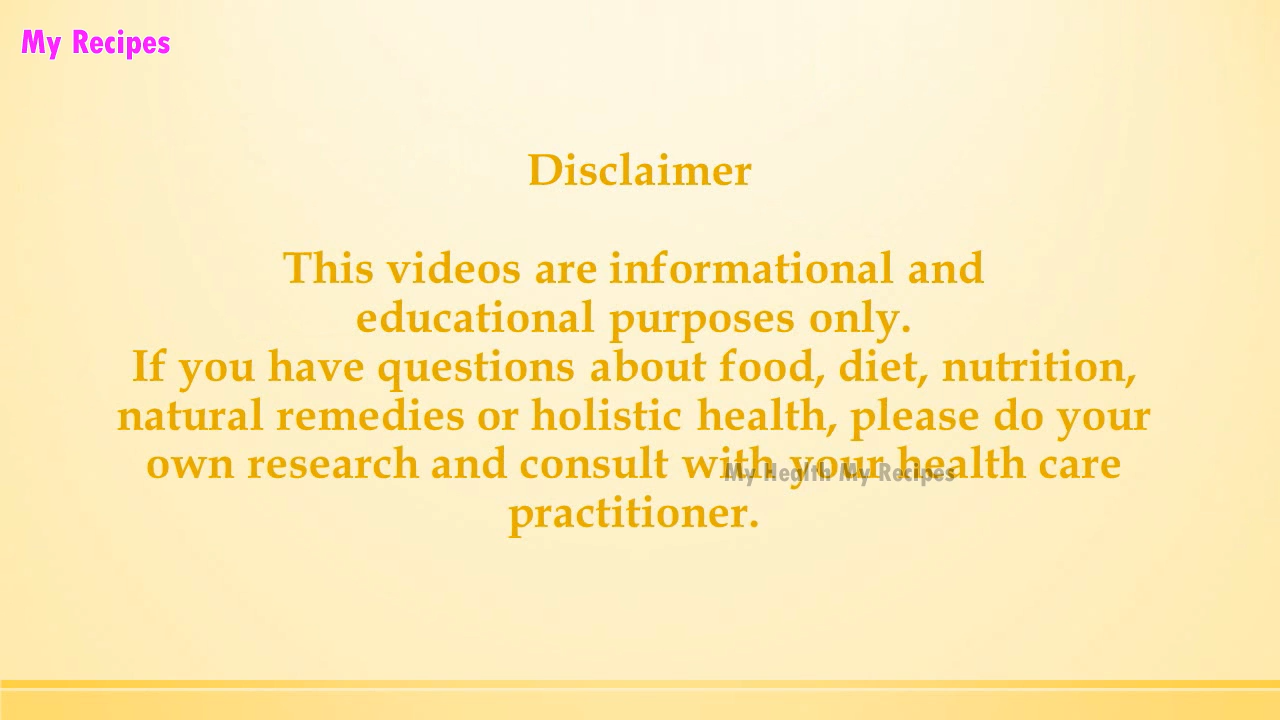 My Recipes
Disclaimer
This videos are informational and
educational purposes only.
If you have questions about food, diet, nutrition,
natural remedies or holistic health, please do your
own research and consult with your health care
My Health My Recipes
practitioner.